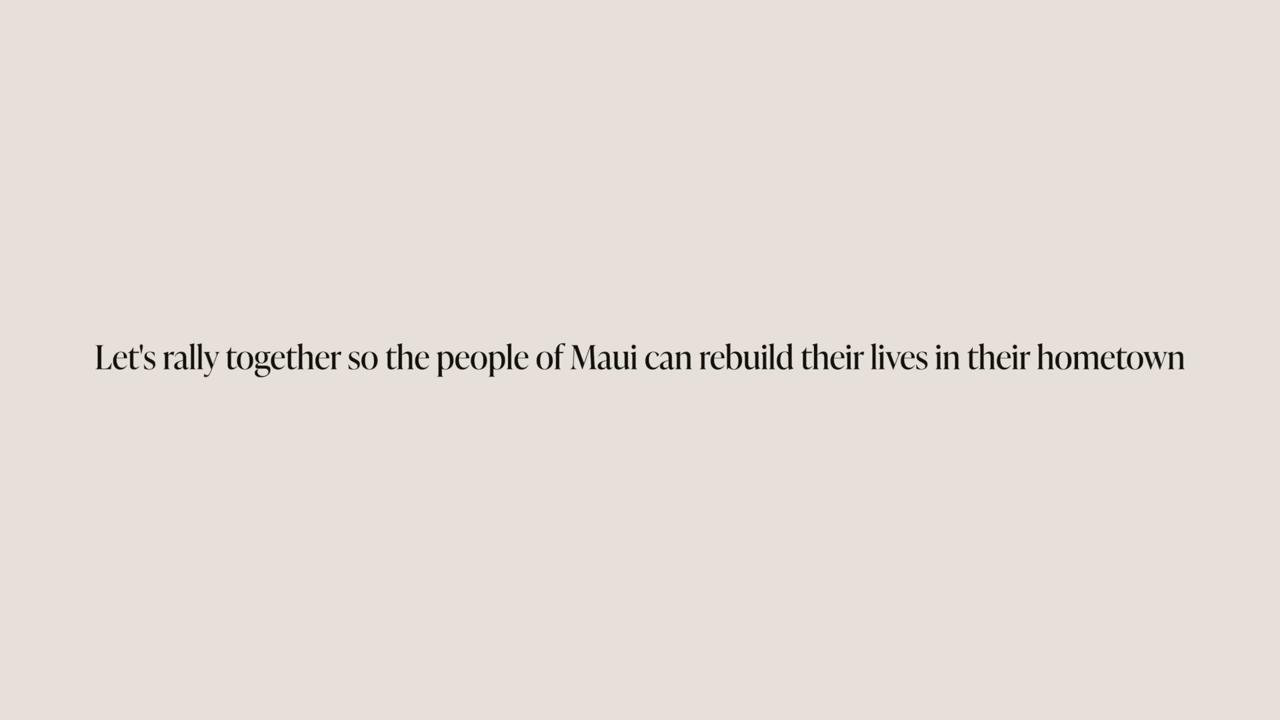 Let's rally together so the people of Maui can rebuild their lives in their hometown